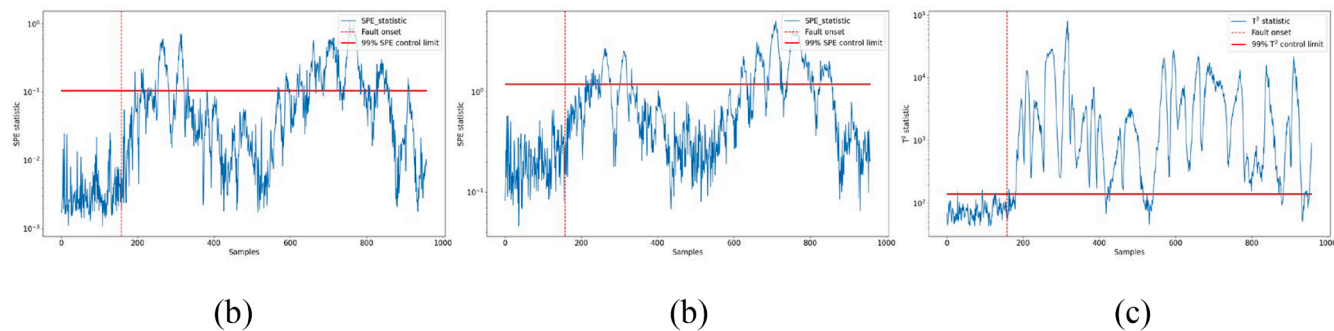 10⁰
10⁻¹
10⁻²
10⁻³
SPE statistic
0
200
400
600
800
1000
Samples
SPE_statistic
Fault onset
99% SPE control limit
(b)
10⁰
10⁻¹
SPE statistic
0
200
400
600
800
1000
Samples
SPE_statistic
Fault onset
99% SPE control limit
(b)
10⁵
10⁴
10³
10²
T² statistic
0
200
400
600
800
1000
Samples
T² statistic
Fault onset
99% T² control limit
(c)